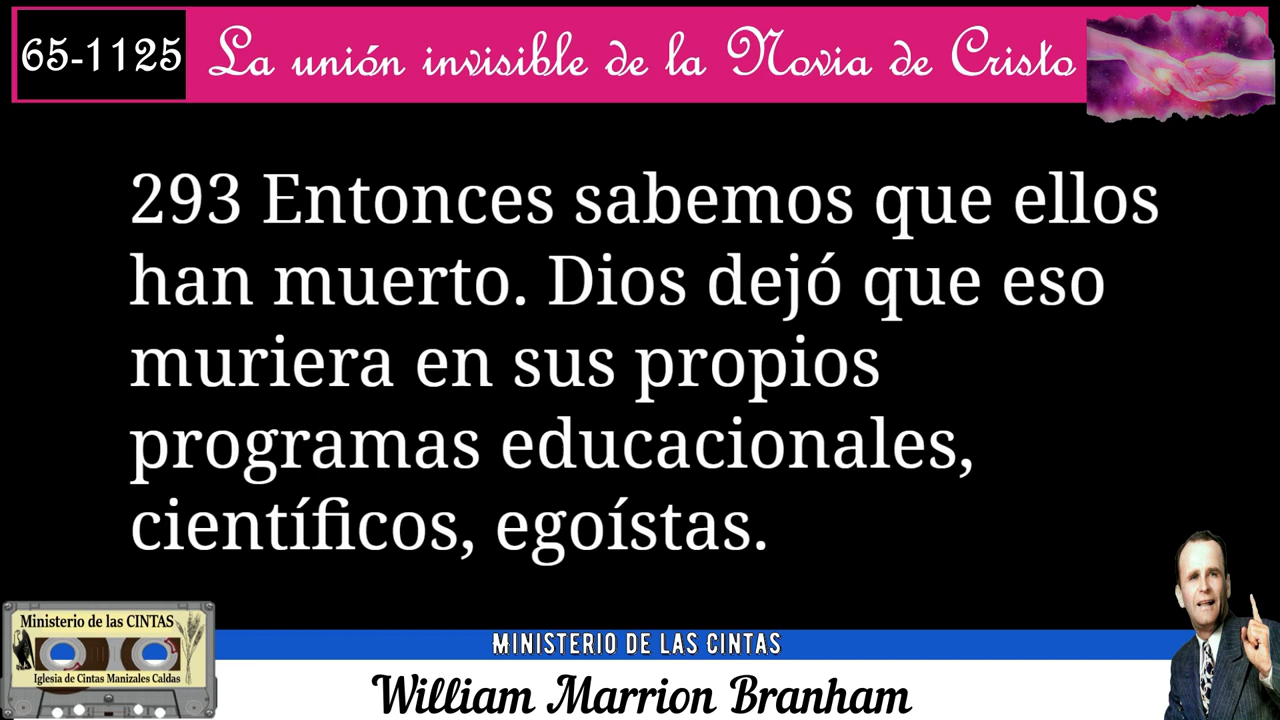 65-1125 La unión invisible de la Novia de Cristo
293 Entonces sabemos que ellos
han muerto. Dios dejó que eso
muriera en sus propios
programas educacionales,
científicos, egoístas.
Ministerio de las CINTAS
Iglesia de Cintas Manizales Caldas
MINISTERIO DE LAS CINTAS
William Marrion Branham